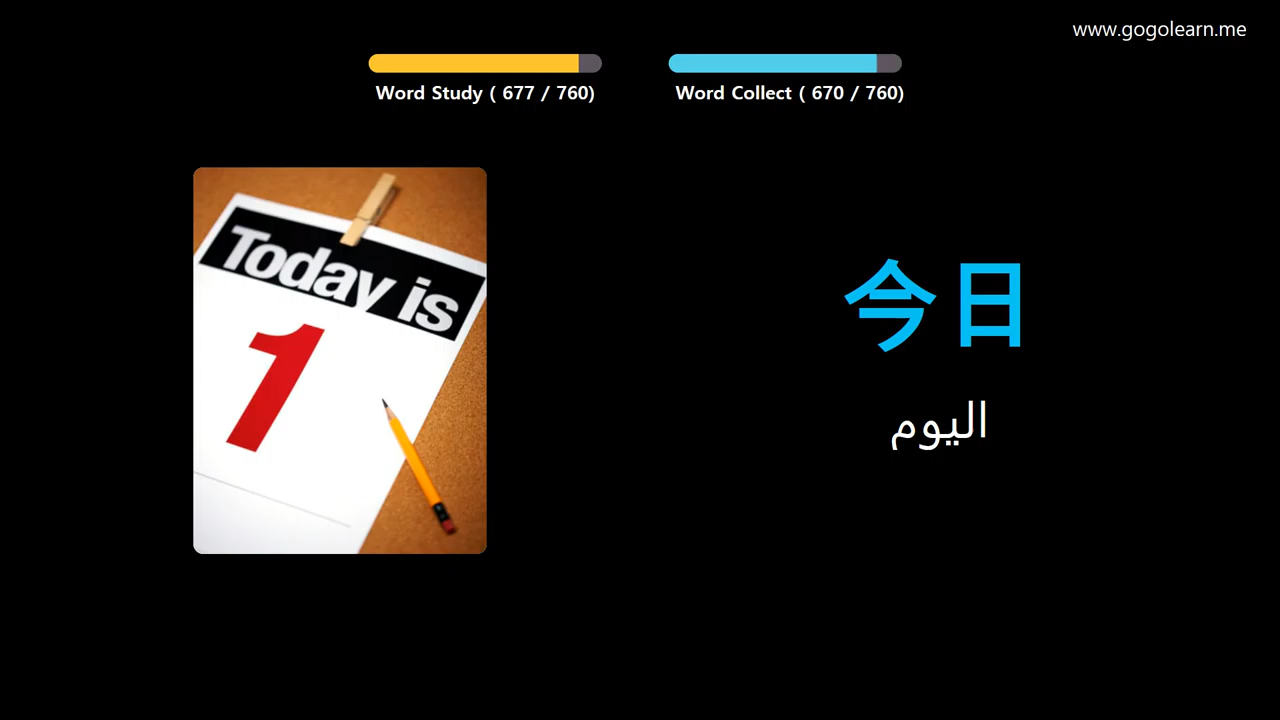 www.gogolearn.me
Word Study ( 677 / 760)
Word Collect ( 670 / 760)
Today is
1
今日
اليوم